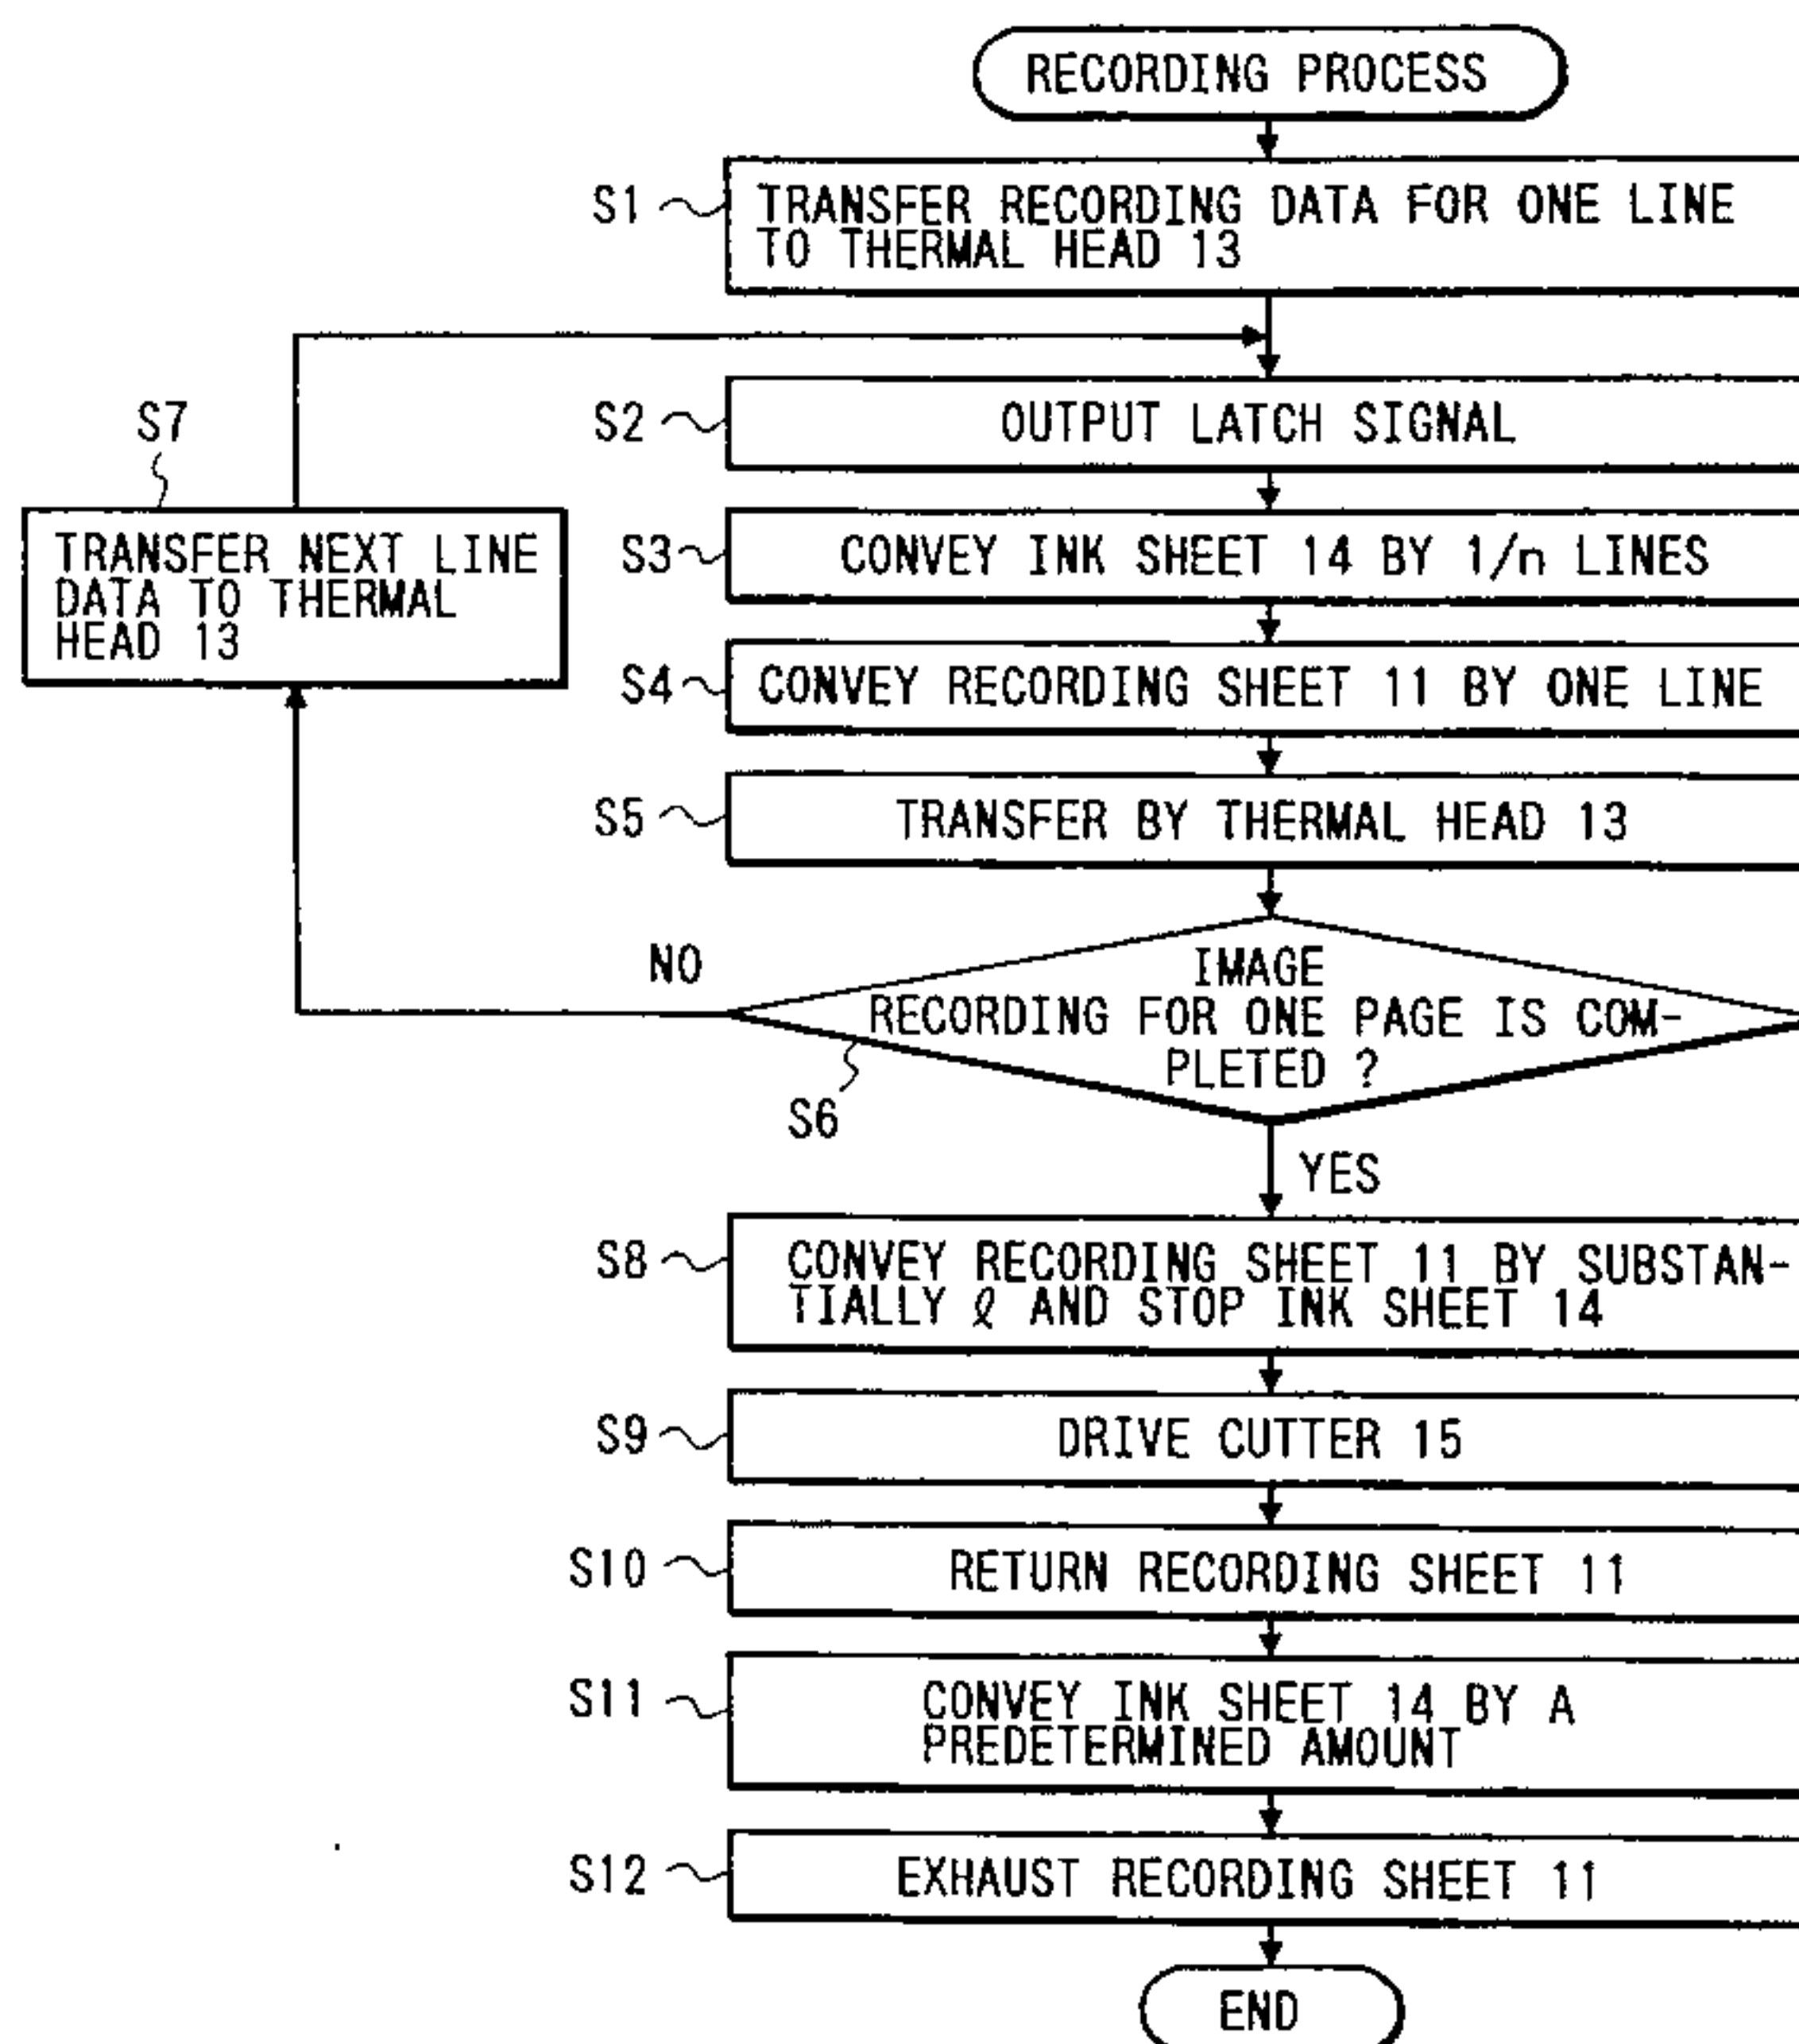 RECORDING PROCESS
S1
TRANSFER RECORDING DATA FOR ONE LINE
TO THERMAL HEAD 13
S2
OUTPUT LATCH SIGNAL
S7
TRANSFER NEXT LINE
DATA TO THERMAL
HEAD 13
S3
CONVEY INK SHEET 14 BY 1/n LINES
S4
CONVEY RECORDING SHEET 11 BY ONE LINE
S5
TRANSFER BY THERMAL HEAD 13
NO
IMAGE
RECORDING FOR ONE PAGE IS COM-
PLETED ?
S6
YES
S8
CONVEY RECORDING SHEET 11 BY SUBSTAN-
TIALLY ℓ AND STOP INK SHEET 14
S9
DRIVE CUTTER 15
S10
RETURN RECORDING SHEET 11
S11
CONVEY INK SHEET 14 BY A
PREDETERMINED AMOUNT
S12
EXHAUST RECORDING SHEET 11
END